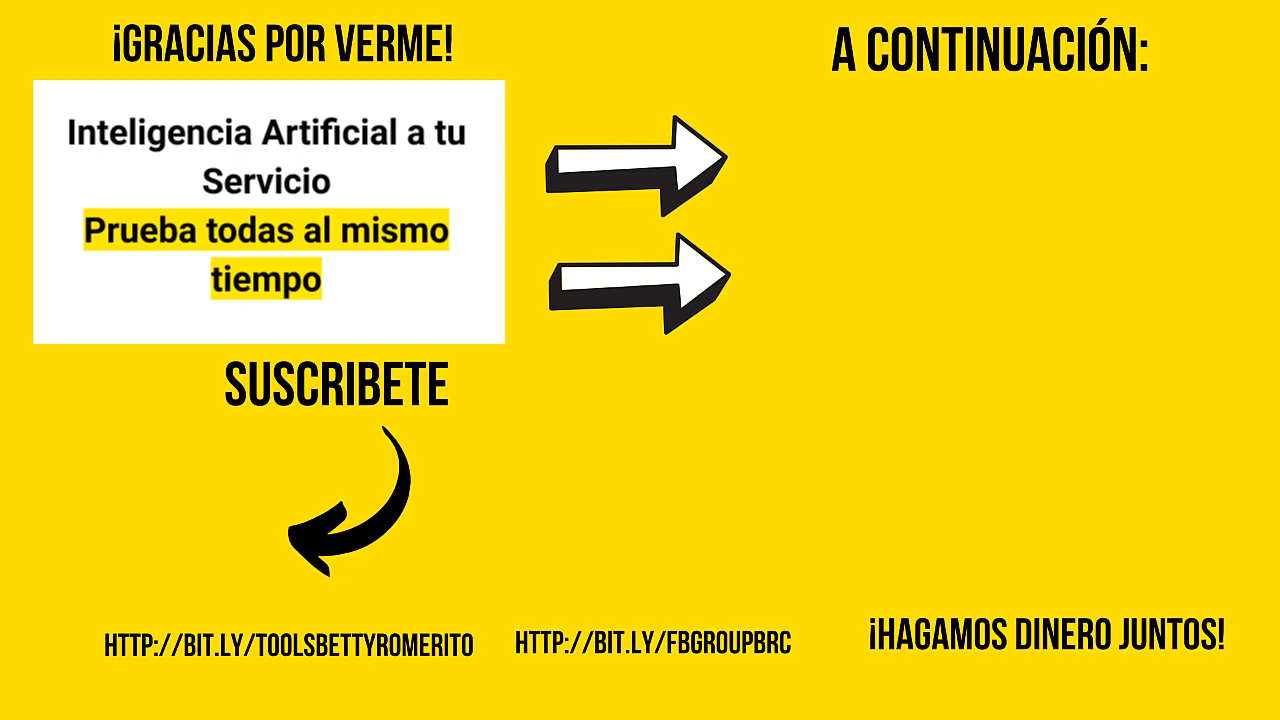 ¡GRACIAS POR VERME!
A CONTINUACIÓN:
Inteligencia Artificial a tu
Servicio
Prueba todas al mismo
tiempo
SUSCRIBETE
HTTP://BIT.LY/TOOLSBETTYROMERITO
HTTP://BIT.LY/FBGROUPBRC
¡HAGAMOS DINERO JUNTOS!